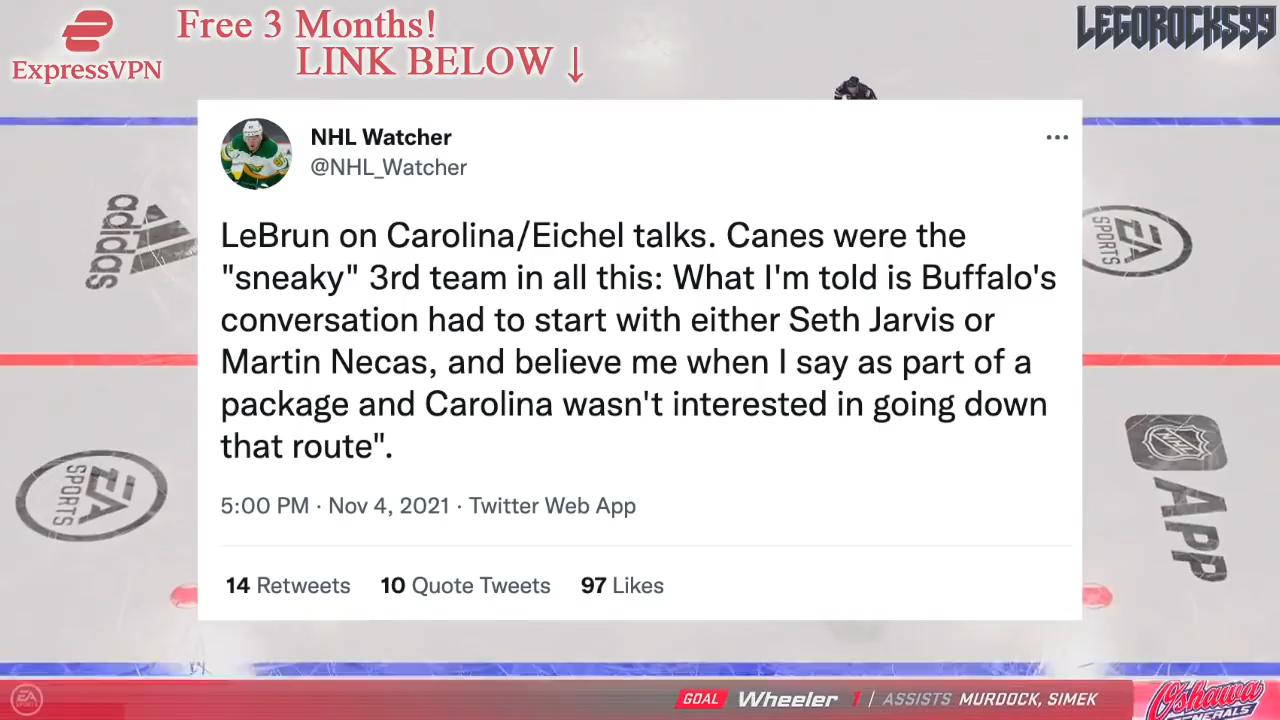 ExpressVPN
Free 3 Months!
LINK BELOW ↓
LEGOROCKS99
NHL Watcher
@NHL_Watcher
LeBrun on Carolina/Eichel talks. Canes were the
"sneaky" 3rd team in all this: What I'm told is Buffalo's
conversation had to start with either Seth Jarvis or
Martin Necas, and believe me when I say as part of a
package and Carolina wasn't interested in going down
that route".
5:00 PM · Nov 4, 2021 · Twitter Web App
14 Retweets 10 Quote Tweets 97 Likes
adidas
EA
SPORTS
EA
SPORTS
NHL
APP
EA
SPORTS
GOAL Wheeler 1 / ASSISTS MURDOCK, SIMEK
Oshawa
GENERALS